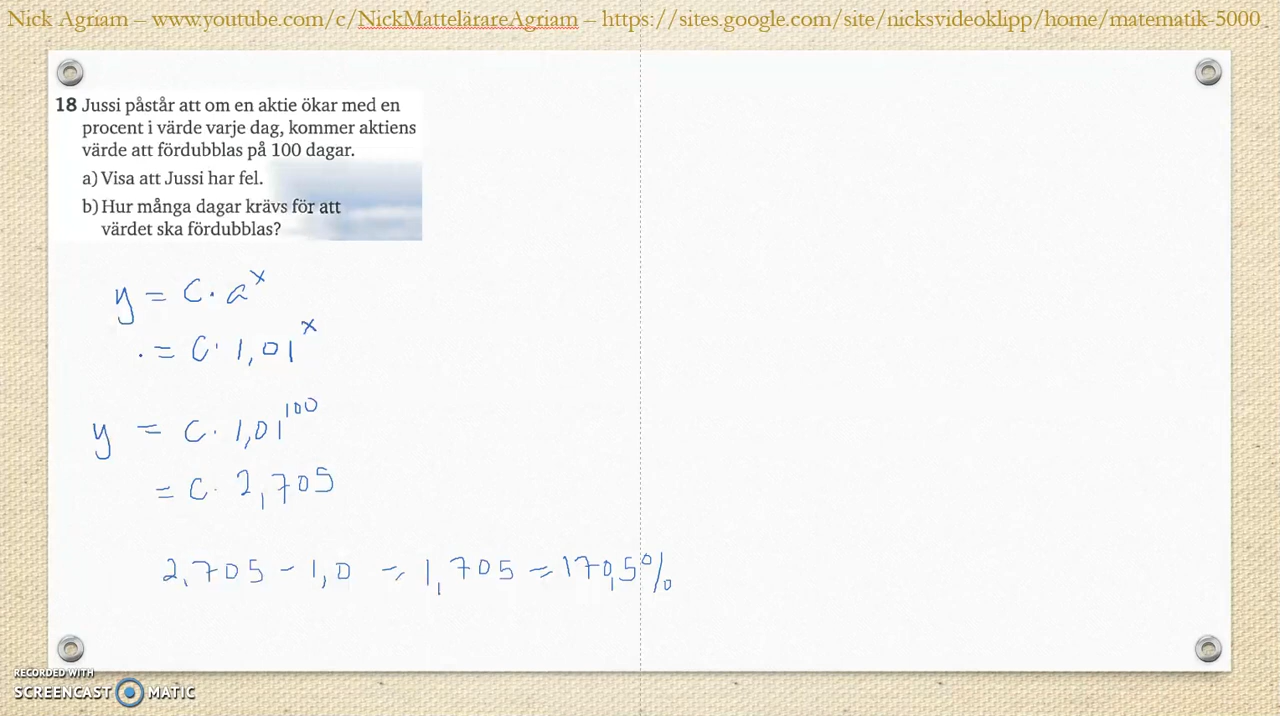 Nick Agriam – www.youtube.com/c/NickMattelärareAgriam – https://sites.google.com/site/nicksvideoklipp/home/matematik-5000 .
18 Jussi påstår att om en aktie ökar med en
procent i värde varje dag, kommer aktiens
värde att fördubblas på 100 dagar.
a) Visa att Jussi har fel.
b) Hur många dagar krävs för att
värdet ska fördubblas?
y = C · a^x
= C · 1,01^x
y = C · 1,01^100
= C · 2,705
2,705 - 1,0 = 1,705 = 170,5%
RECORDED WITH
SCREENCAST MATIC